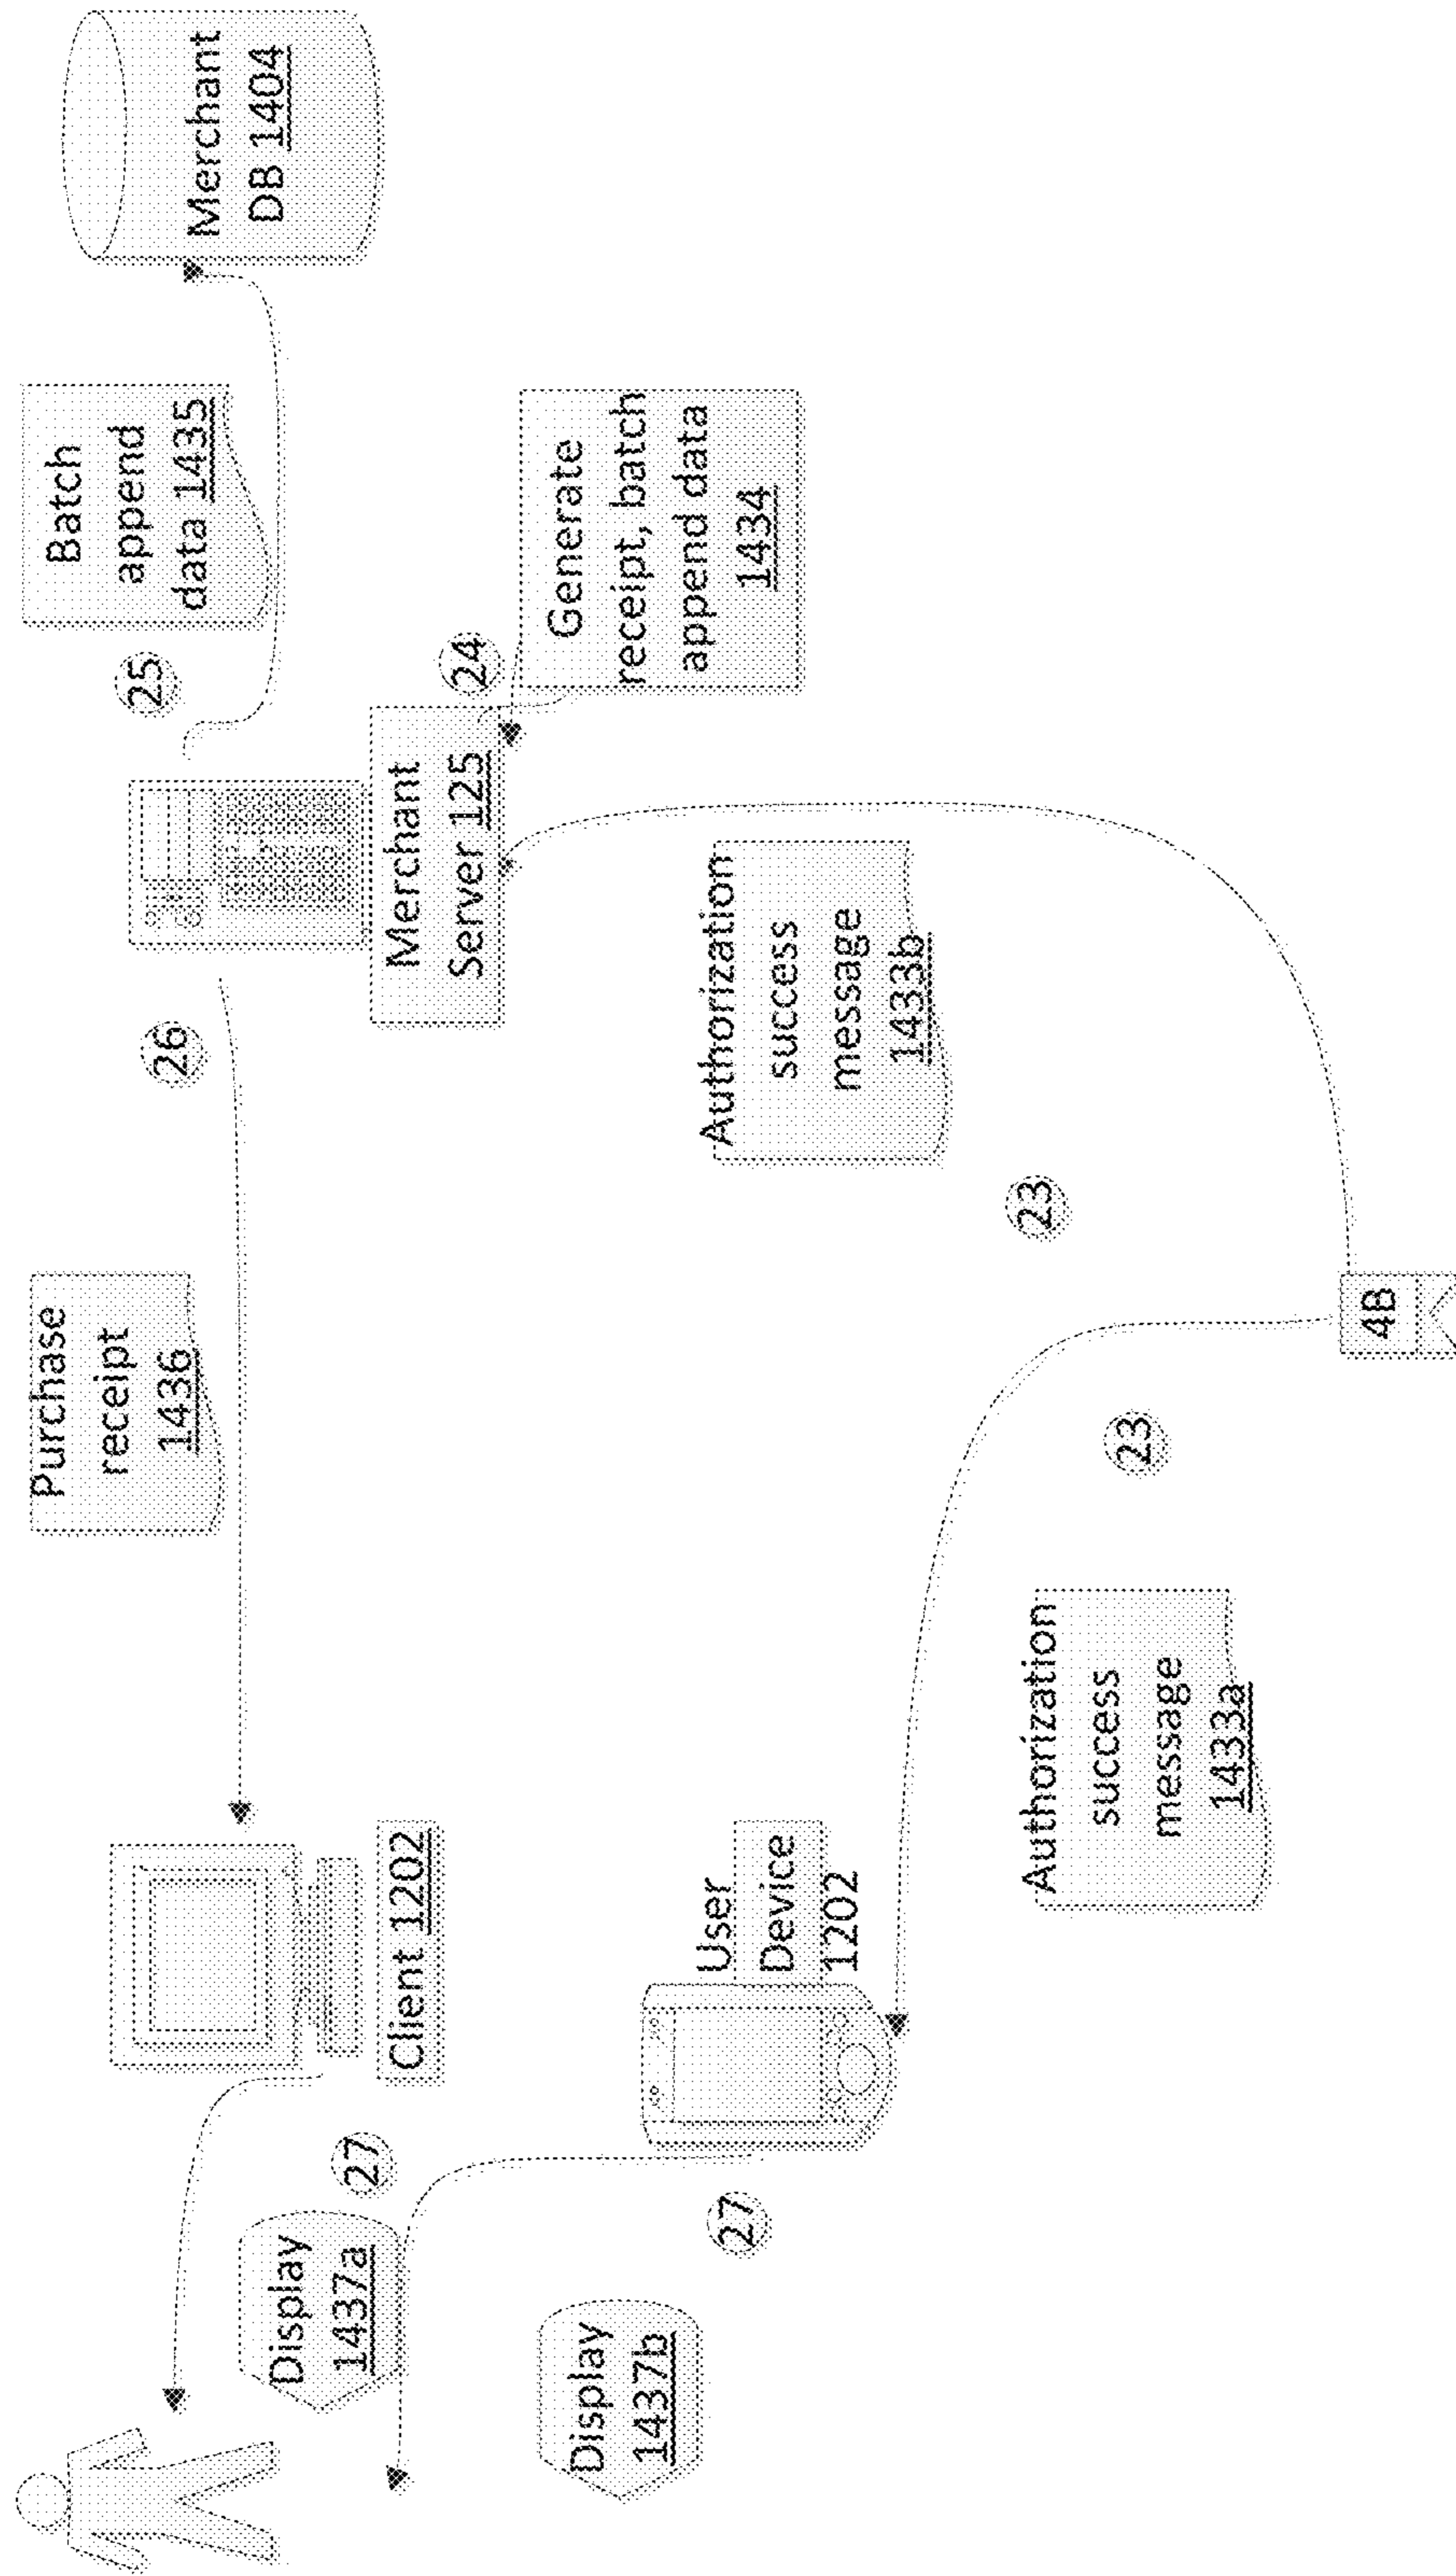 27
Display
1437a
Client 1202
Purchase
receipt
1436
26
Merchant
Server 125
25
Batch
append
data 1435
Merchant
DB 1404
24
Generate
receipt, batch
append data
1434
27
Display
1437b
User
Device
1202
Authorization
success
message
1433b
23
Authorization
success
message
1433a
23
4B